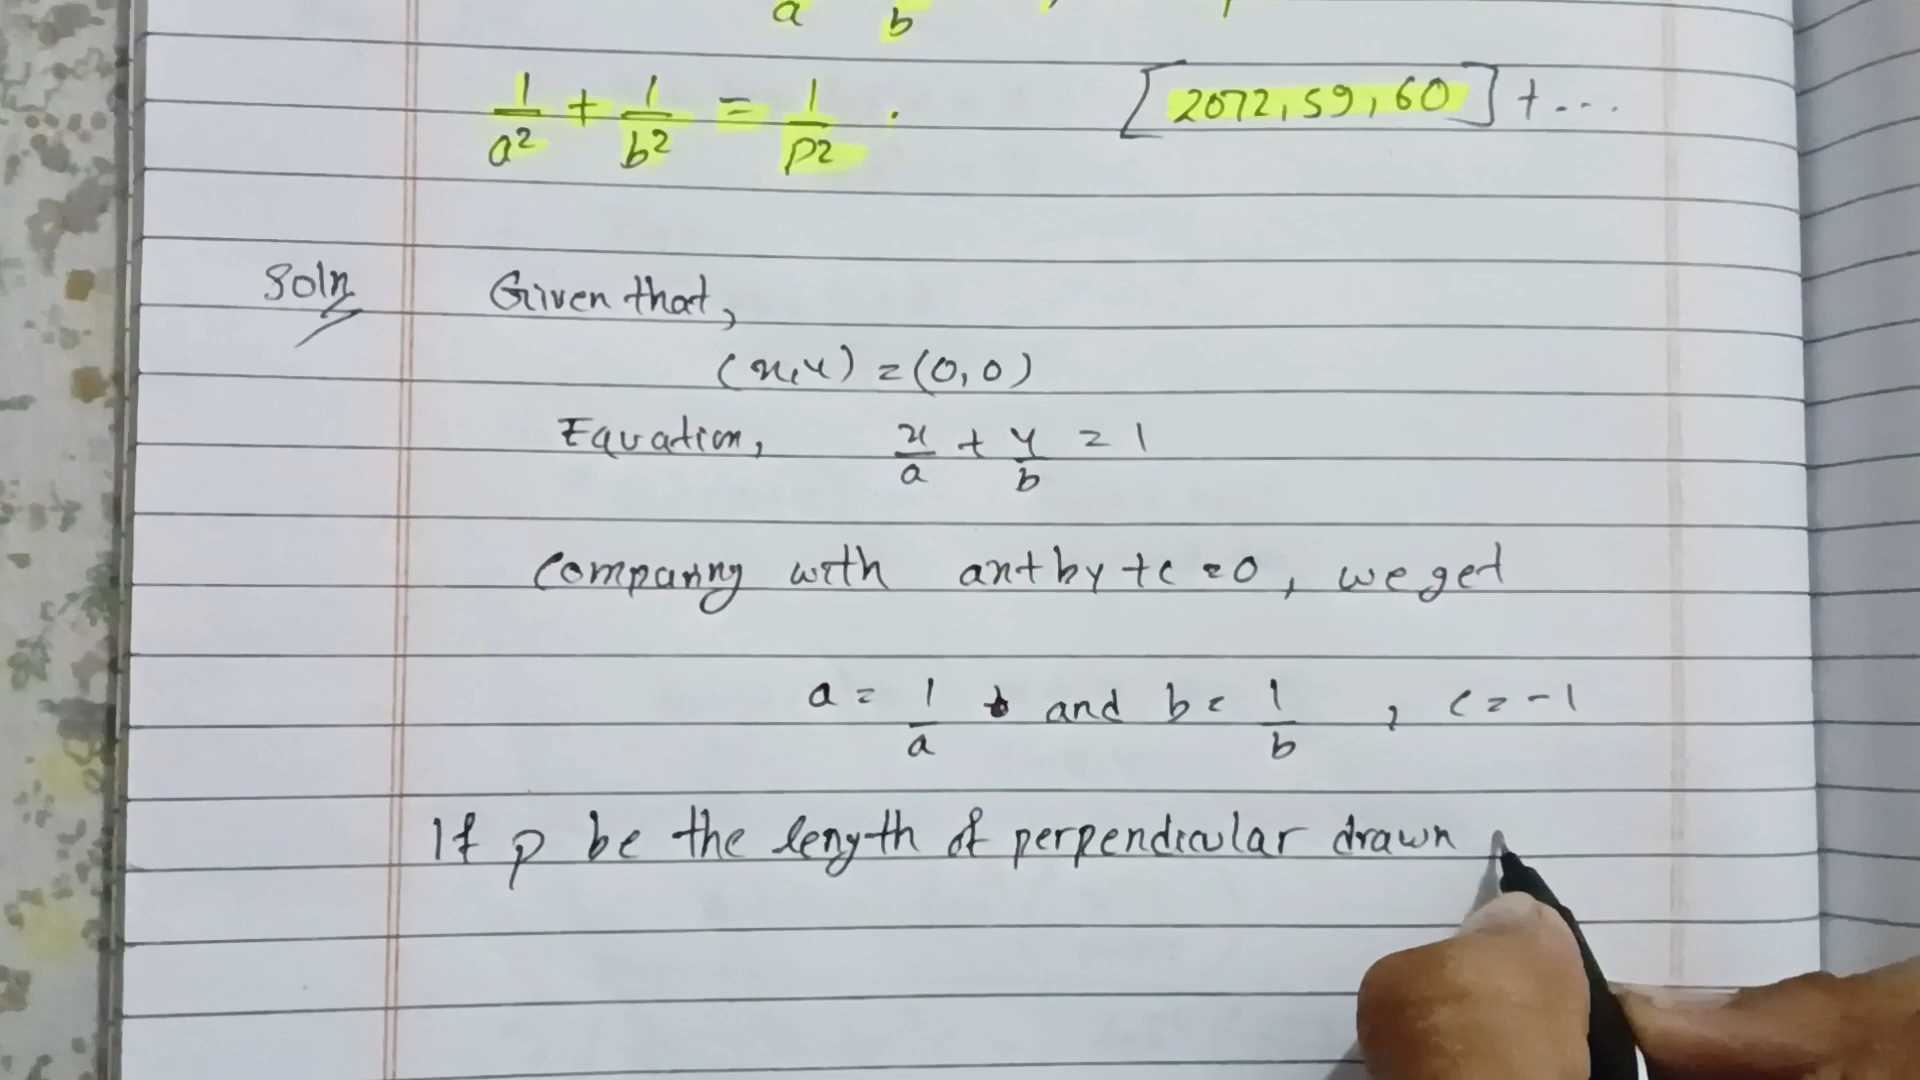 a b
1/a² + 1/b² = 1/p² . [2072, 59, 60] + ...
Soln Given that,
(x, y) = (0, 0)
Equation, x/a + y/b = 1
Comparing with ax + by + c = 0, we get
a = 1/a and b = 1/b , c = -1
If p be the length of perpendicular drawn